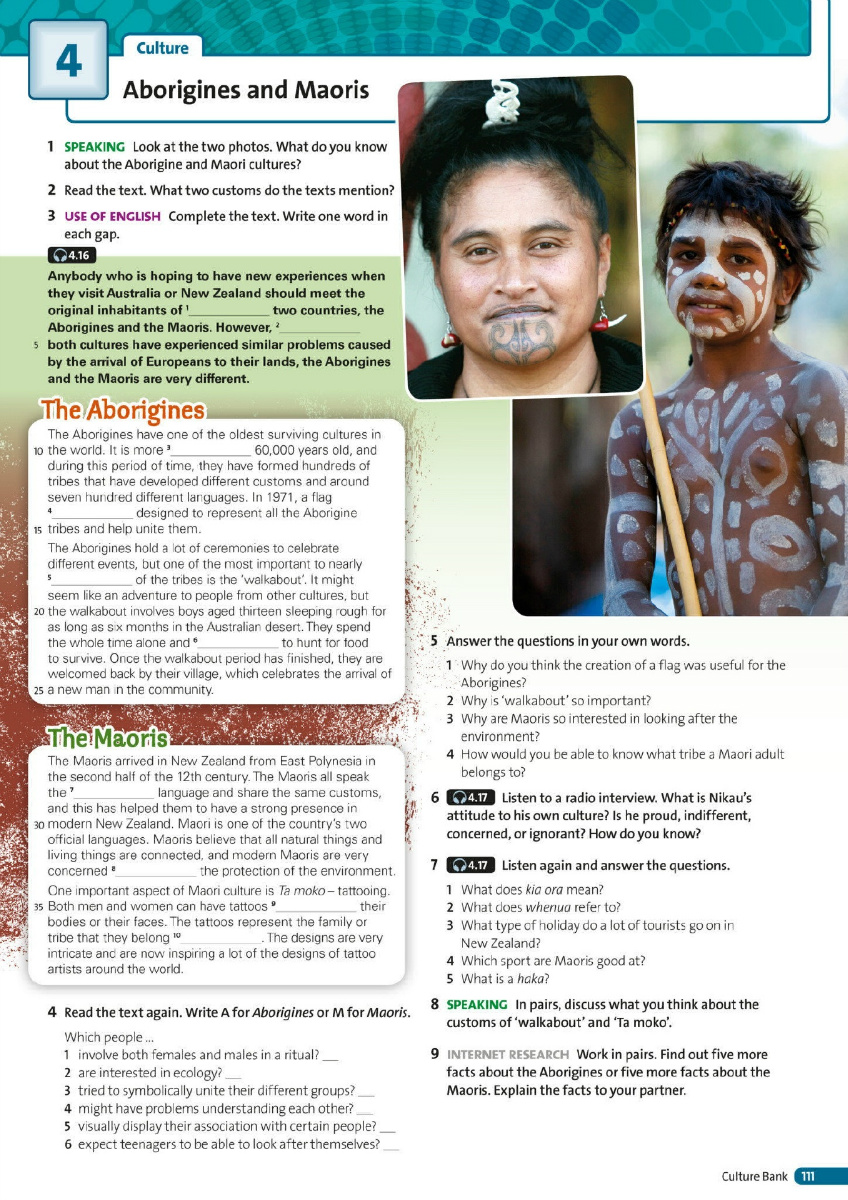 4
Culture
Aborigines and Maoris
1 SPEAKING Look at the two photos. What do you know
about the Aborigine and Maori cultures?
2 Read the text. What two customs do the texts mention?
3 USE OF ENGLISH Complete the text. Write one word in
each gap.
4.16
Anybody who is hoping to have new experiences when
they visit Australia or New Zealand should meet the
original inhabitants of 1____________ two countries, the
Aborigines and the Maoris. However, 2____________
5 both cultures have experienced similar problems caused
by the arrival of Europeans to their lands, the Aborigines
and the Maoris are very different.
The Aborigines
The Aborigines have one of the oldest surviving cultures in
10 the world. It is more 3____________ 60,000 years old, and
during this period of time, they have formed hundreds of
tribes that have developed different customs and around
seven hundred different languages. In 1971, a flag
4____________ designed to represent all the Aborigine
15 tribes and help unite them.
The Aborigines hold a lot of ceremonies to celebrate
different events, but one of the most important to nearly
5____________ of the tribes is the 'walkabout'. It might
seem like an adventure to people from other cultures, but
20 the walkabout involves boys aged thirteen sleeping rough for
as long as six months in the Australian desert. They spend
the whole time alone and 6____________ to hunt for food
to survive. Once the walkabout period has finished, they are
welcomed back by their village, which celebrates the arrival of
25 a new man in the community.
The Maoris
The Maoris arrived in New Zealand from East Polynesia in
the second half of the 12th century. The Maoris all speak
the 7____________ language and share the same customs,
and this has helped them to have a strong presence in
30 modern New Zealand. Maori is one of the country's two
official languages. Maoris believe that all natural things and
living things are connected, and modern Maoris are very
concerned 8____________ the protection of the environment.
One important aspect of Maori culture is Ta moko – tattooing.
35 Both men and women can have tattoos 9____________ their
bodies or their faces. The tattoos represent the family or
tribe that they belong 10____________. The designs are very
intricate and are now inspiring a lot of the designs of tattoo
artists around the world.
4 Read the text again. Write A for Aborigines or M for Maoris.
Which people ...
1 involve both females and males in a ritual? __
2 are interested in ecology? __
3 tried to symbolically unite their different groups? __
4 might have problems understanding each other? __
5 visually display their association with certain people? __
6 expect teenagers to be able to look after themselves? __
5 Answer the questions in your own words.
1 Why do you think the creation of a flag was useful for the
Aborigines?
2 Why is 'walkabout' so important?
3 Why are Maoris so interested in looking after the
environment?
4 How would you be able to know what tribe a Maori adult
belongs to?
6 4.17 Listen to a radio interview. What is Nikau's
attitude to his own culture? Is he proud, indifferent,
concerned, or ignorant? How do you know?
7 4.17 Listen again and answer the questions.
1 What does kia ora mean?
2 What does whenua refer to?
3 What type of holiday do a lot of tourists go on in
New Zealand?
4 Which sport are Maoris good at?
5 What is a haka?
8 SPEAKING In pairs, discuss what you think about the
customs of 'walkabout' and 'Ta moko'.
9 INTERNET RESEARCH Work in pairs. Find out five more
facts about the Aborigines or five more facts about the
Maoris. Explain the facts to your partner.
Culture Bank 111